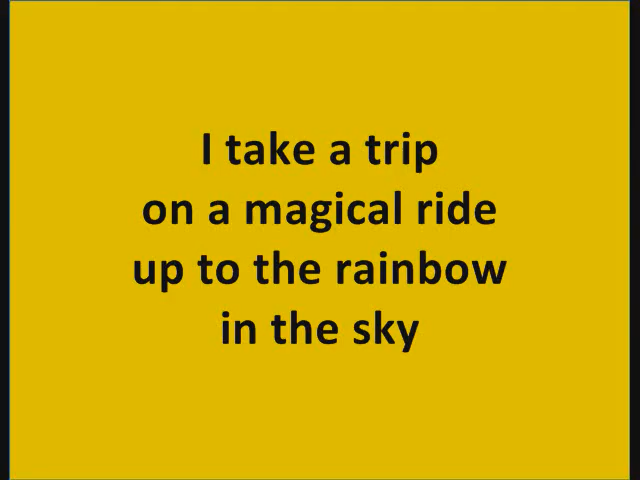 I take a trip
on a magical ride
up to the rainbow
in the sky